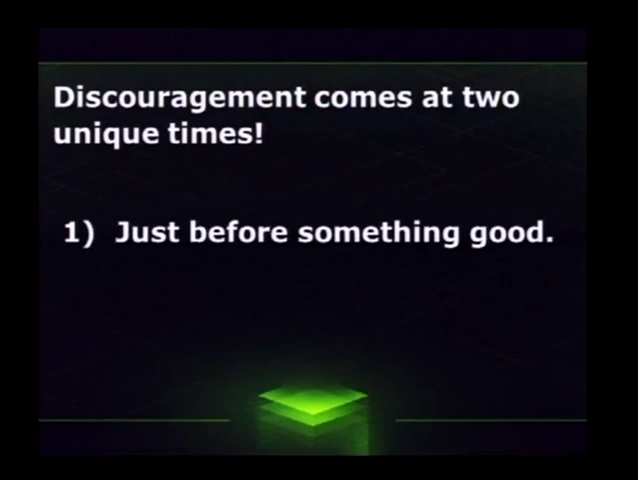 Discouragement comes at two
unique times!
1) Just before something good.